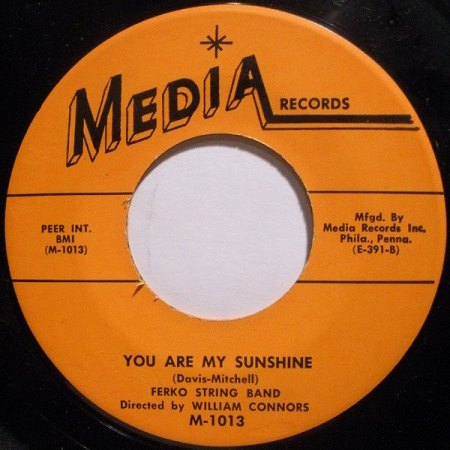 MEDIA
RECORDS
PEER INT.
BMI
(M-1013)
Mfgd. By
Media Records Inc.
Phila., Penna.
(E-391-B)
YOU ARE MY SUNSHINE
(Davis-Mitchell)
FERKO STRING BAND
Directed by WILLIAM CONNORS
M-1013